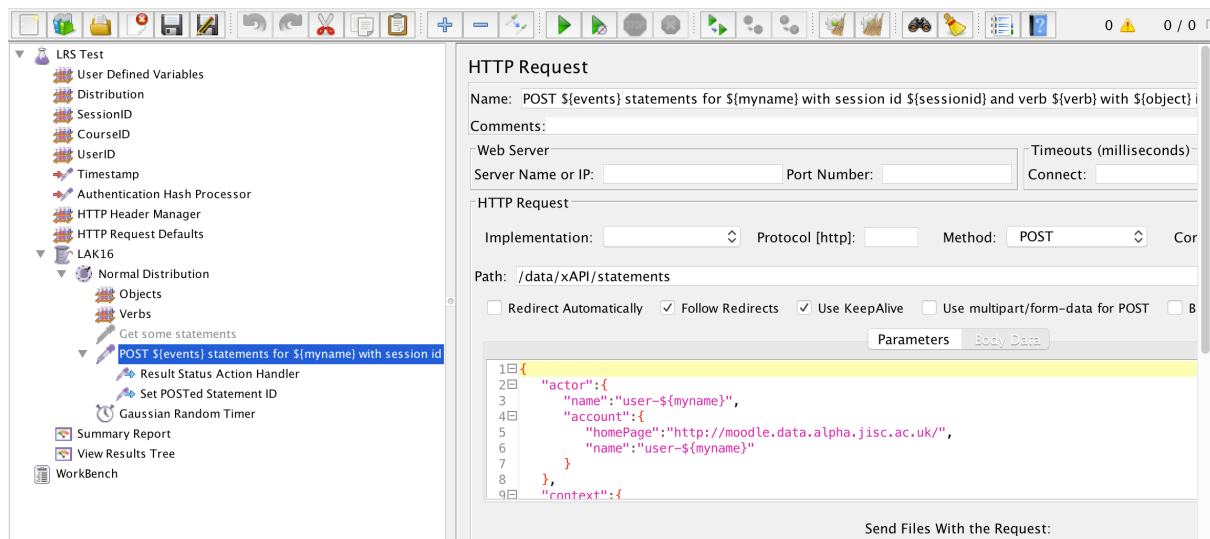 0
0 / 0
LRS Test
User Defined Variables
Distribution
SessionID
CourseID
UserID
Timestamp
Authentication Hash Processor
HTTP Header Manager
HTTP Request Defaults
LAK16
Normal Distribution
Objects
Verbs
Get some statements
POST ${events} statements for ${myname} with session id
Result Status Action Handler
Set POSTed Statement ID
Gaussian Random Timer
Summary Report
View Results Tree
WorkBench
HTTP Request
Name: POST ${events} statements for ${myname} with session id ${sessionid} and verb ${verb} with ${object} i
Comments:
Web Server
Timeouts (milliseconds)
Server Name or IP: Port Number: Connect:
HTTP Request
Implementation: Protocol [http]: Method: POST Cor
Path: /data/xAPI/statements
Redirect Automatically Follow Redirects Use KeepAlive Use multipart/form-data for POST B
Parameters Body Data
1 {
2 "actor":{
3 "name":"user-${myname}",
4 "account":{
5 "homePage":"http://moodle.data.alpha.jisc.ac.uk/",
6 "name":"user-${myname}"
7 }
8 },
9 "context":{
Send Files With the Request: